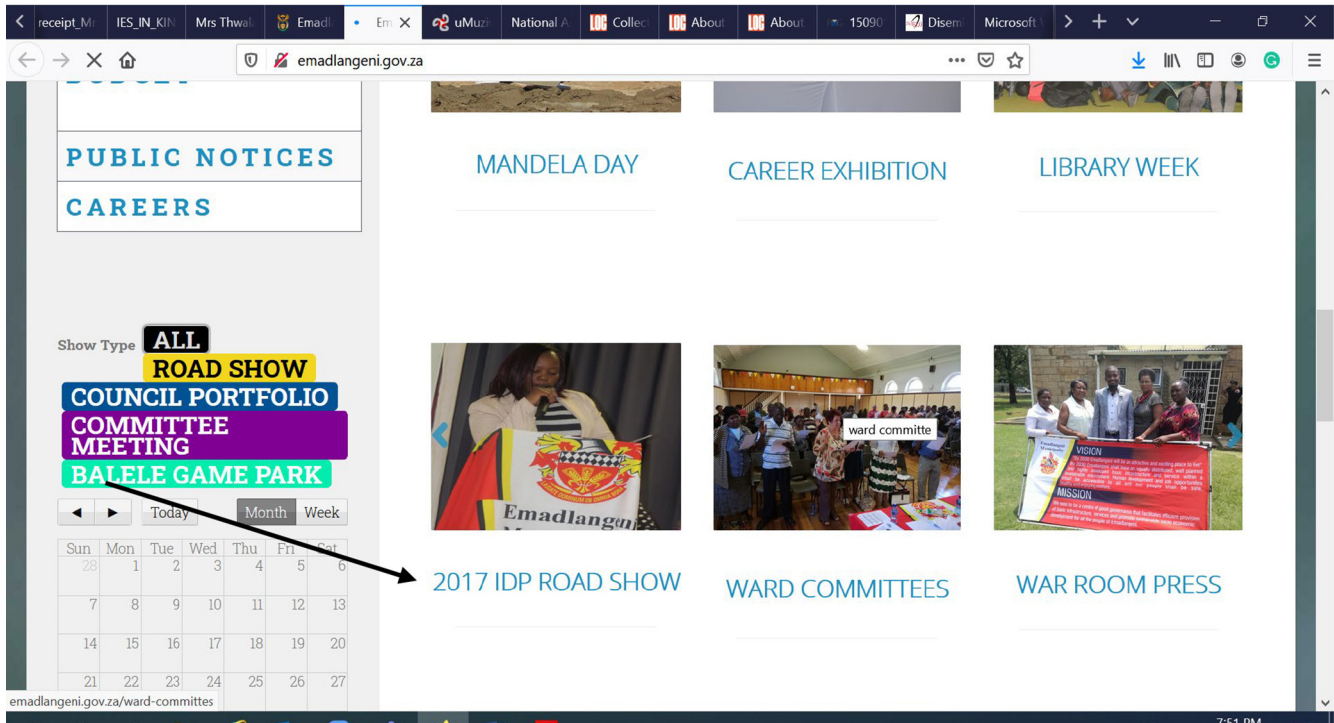 receipt_Mr IES_IN_KIN Mrs Thwal Emadl Em uMuzi National A LOC Collect LOC About LOC About 15090 Disem Microsoft
emadlangeni.gov.za
BUDGET
PUBLIC NOTICES
CAREERS
MANDELA DAY
CAREER EXHIBITION
LIBRARY WEEK
Show Type ALL
ROAD SHOW
COUNCIL PORTFOLIO
COMMITTEE
MEETING
BALELE GAME PARK
Today Month Week
Sun Mon Tue Wed Thu Fri Sat
28 1 2 3 4 5 6
7 8 9 10 11 12 13
14 15 16 17 18 19 20
21 22 23 24 25 26 27
Emadlangeni
ward committe
VISION
MISSION
2017 IDP ROAD SHOW
WARD COMMITTEES
WAR ROOM PRESS
emadlangeni.gov.za/ward-committes
7:51 PM